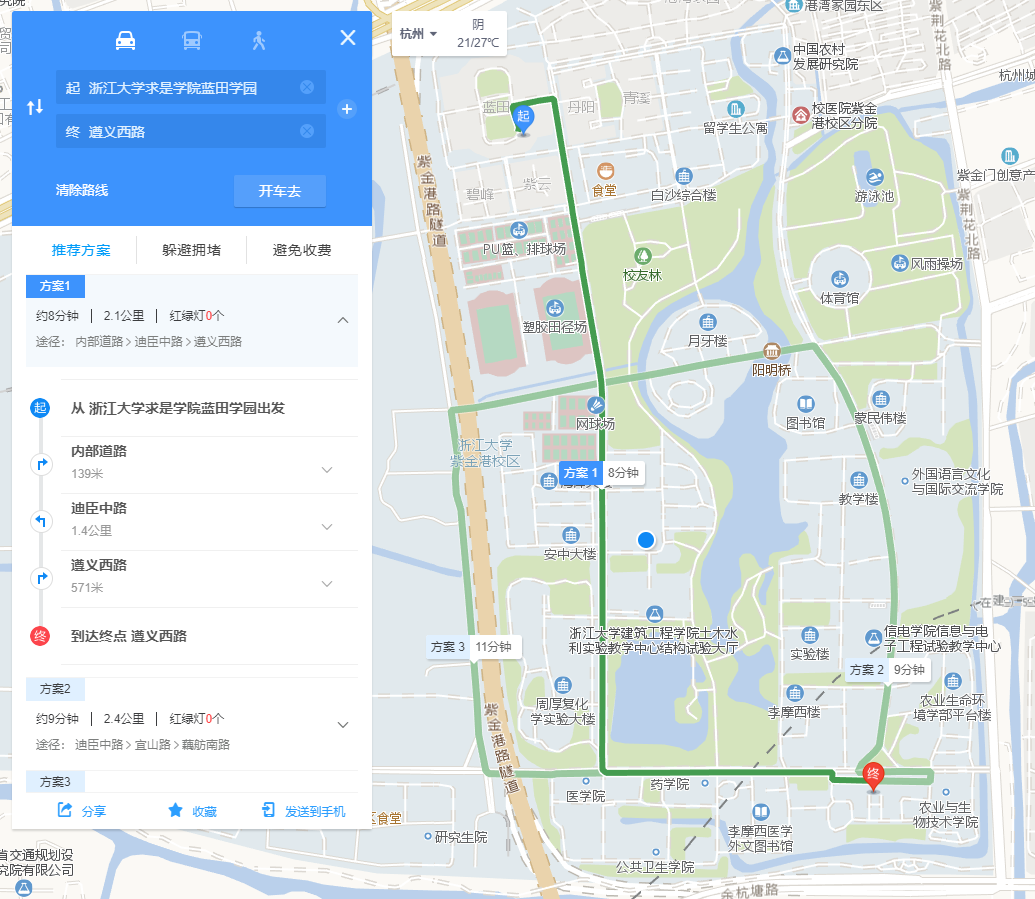 杭州
阴
21/27℃
起 浙江大学求是学院蓝田学园
终 遵义西路
清除路线
开车去
推荐方案
躲避拥堵
避免收费
方案1
约8分钟
2.1公里
红绿灯0个
途径： 内部道路 > 迪臣中路 > 遵义西路
起
从 浙江大学求是学院蓝田学园出发
内部道路
139米
迪臣中路
1.4公里
遵义西路
571米
终
到达终点 遵义西路
方案2
约9分钟
2.4公里
红绿灯0个
途径： 迪臣中路 > 宜山路 > 藕舫南路
方案3
分享
收藏
发送到手机
港湾家园东区
紫荆花北路
中国农村
发展研究院
杭州城
蓝田
起
丹阳
青溪
留学生公寓
校医院紫金
港校区分院
紫金港路隧道
碧峰
紫云
食堂
白沙综合楼
游泳池
紫金门创意产
紫荆花北路
PU篮、排球场
校友林
风雨操场
体育馆
塑胶田径场
月牙楼
阳明桥
网球场
图书馆
蒙民伟楼
浙江大学
紫金港校区
方案 1
8分钟
教学楼
外国语言文化
与国际交流学院
安中大楼
在建
浙江大学建筑工程学院土木水
利实验教学中心结构试验大厅
信电学院信息与电
子工程试验教学中心
实验楼
方案 3
11分钟
方案 2
9分钟
周厚复化
学实验大楼
李摩西楼
农业生命环
境学部平台楼
紫金港路隧道
终
医学院
药学院
农业与生
物技术学院
区食堂
研究生院
李摩西医学
外文图书馆
公共卫生学院
省交通规划设
究院有限公司
余杭塘路